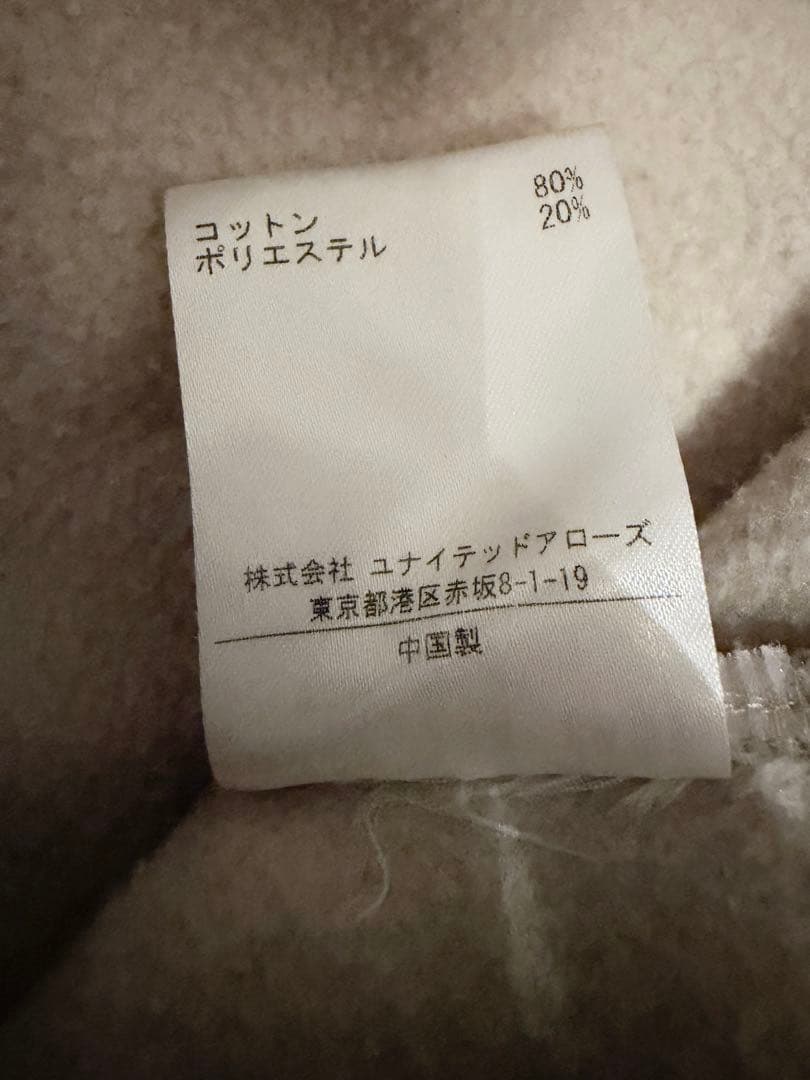 コットン 80%
ポリエステル 20%
株式会社 ユナイテッドアローズ
東京都港区赤坂8-1-19
中国製